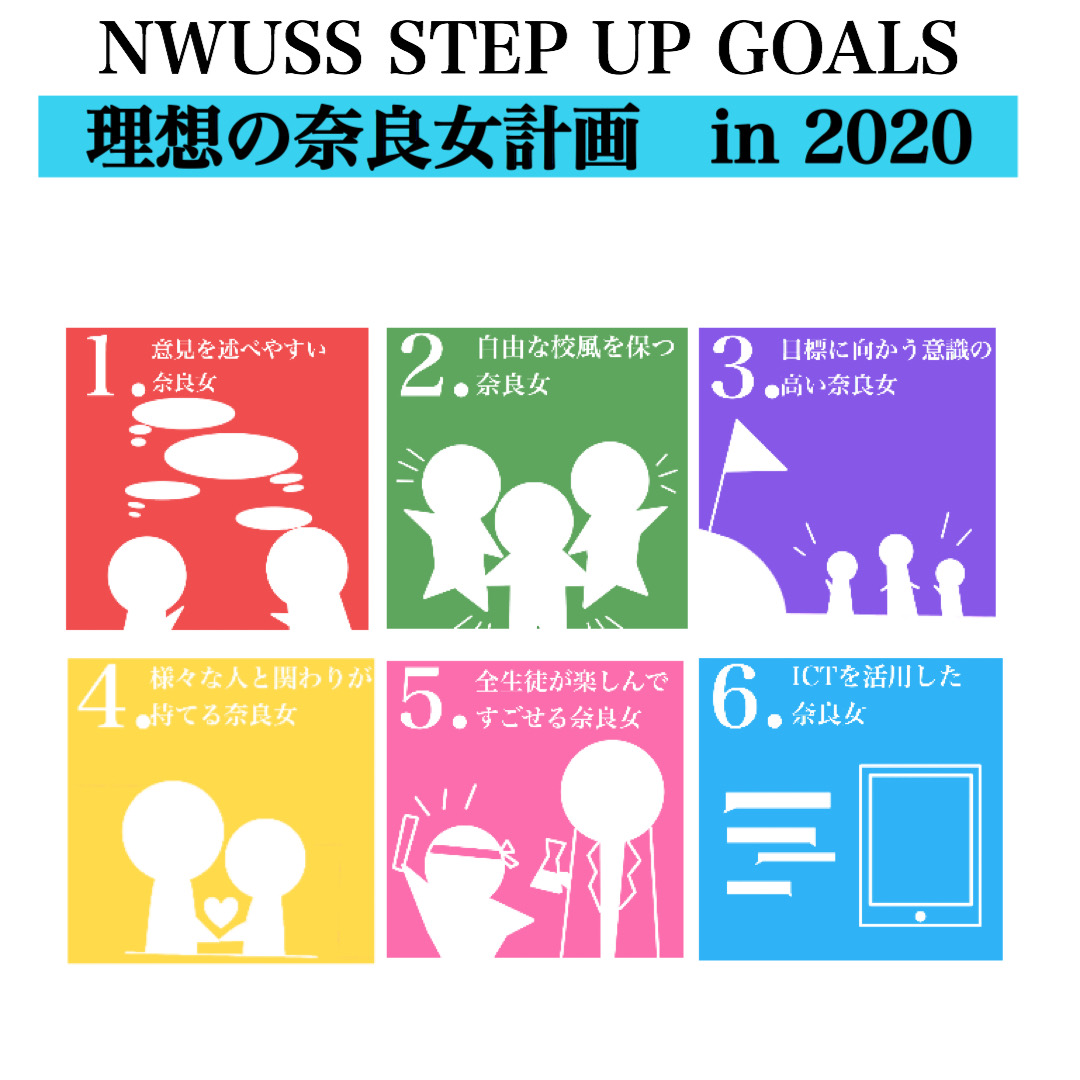 NWUSS STEP UP GOALS
理想の奈良女計画　in 2020
1. 意見を述べやすい
奈良女
2. 自由な校風を保つ
奈良女
3. 目標に向かう意識の
高い奈良女
4. 様々な人と関わりが
持てる奈良女
5. 全生徒が楽しんで
すごせる奈良女
6. ICTを活用した
奈良女